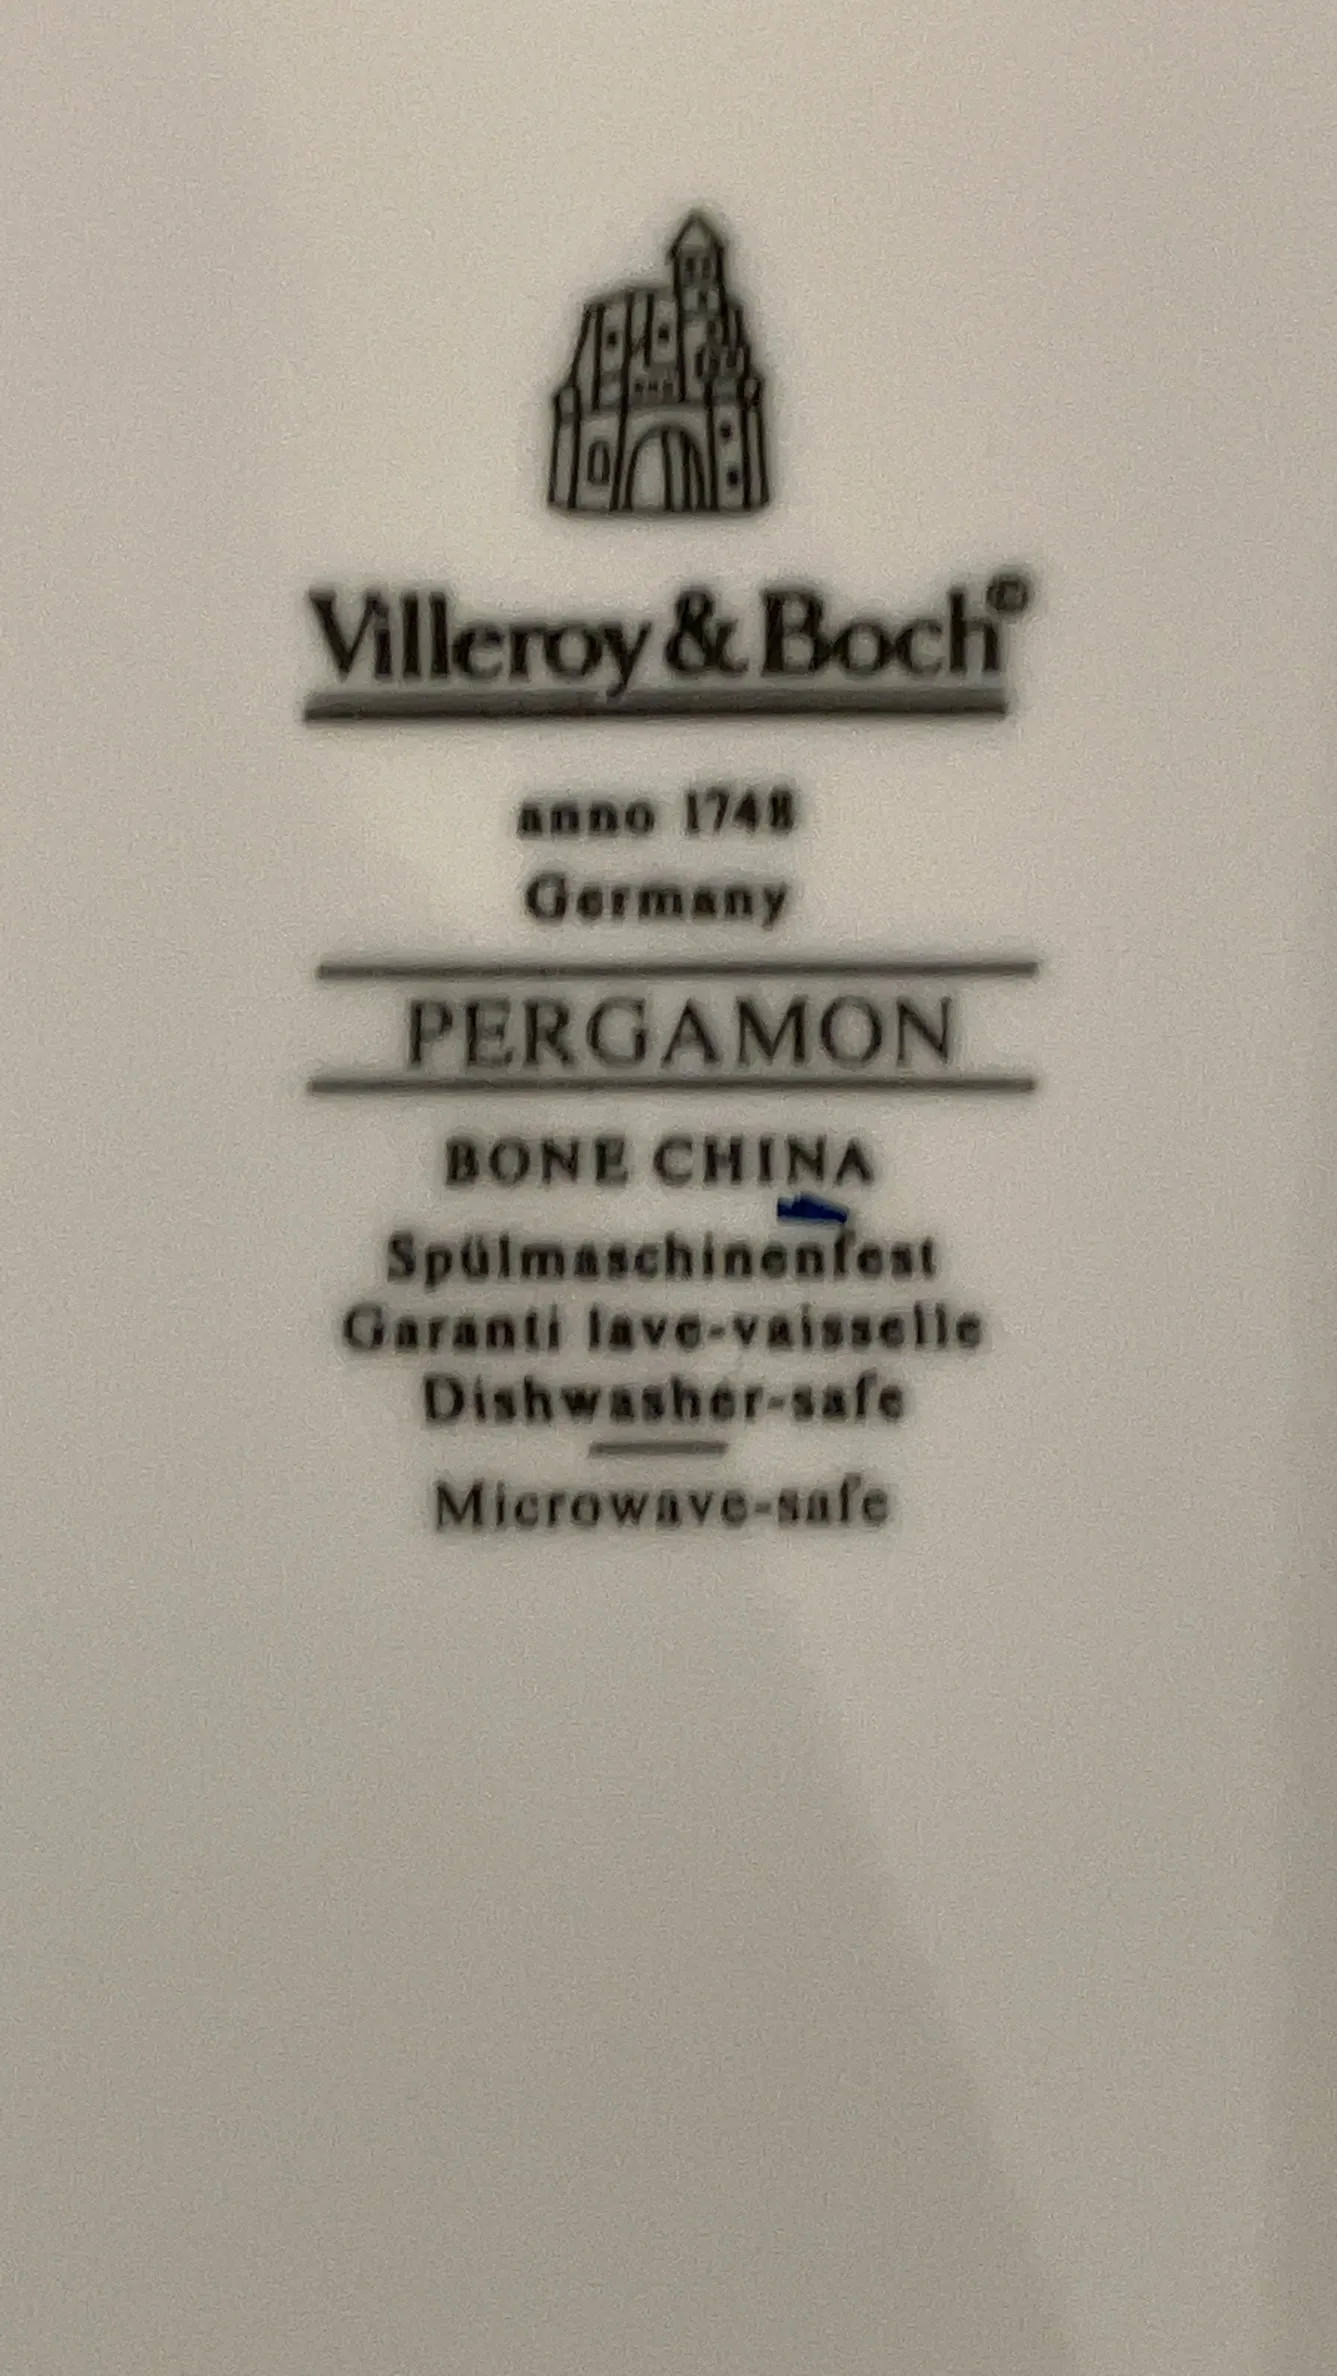 Villeroy & Boch©
anno 1748
Germany
PERGAMON
BONE CHINA
Spülmaschinenfest
Garanti lave-vaisselle
Dishwasher-safe
Microwave-safe